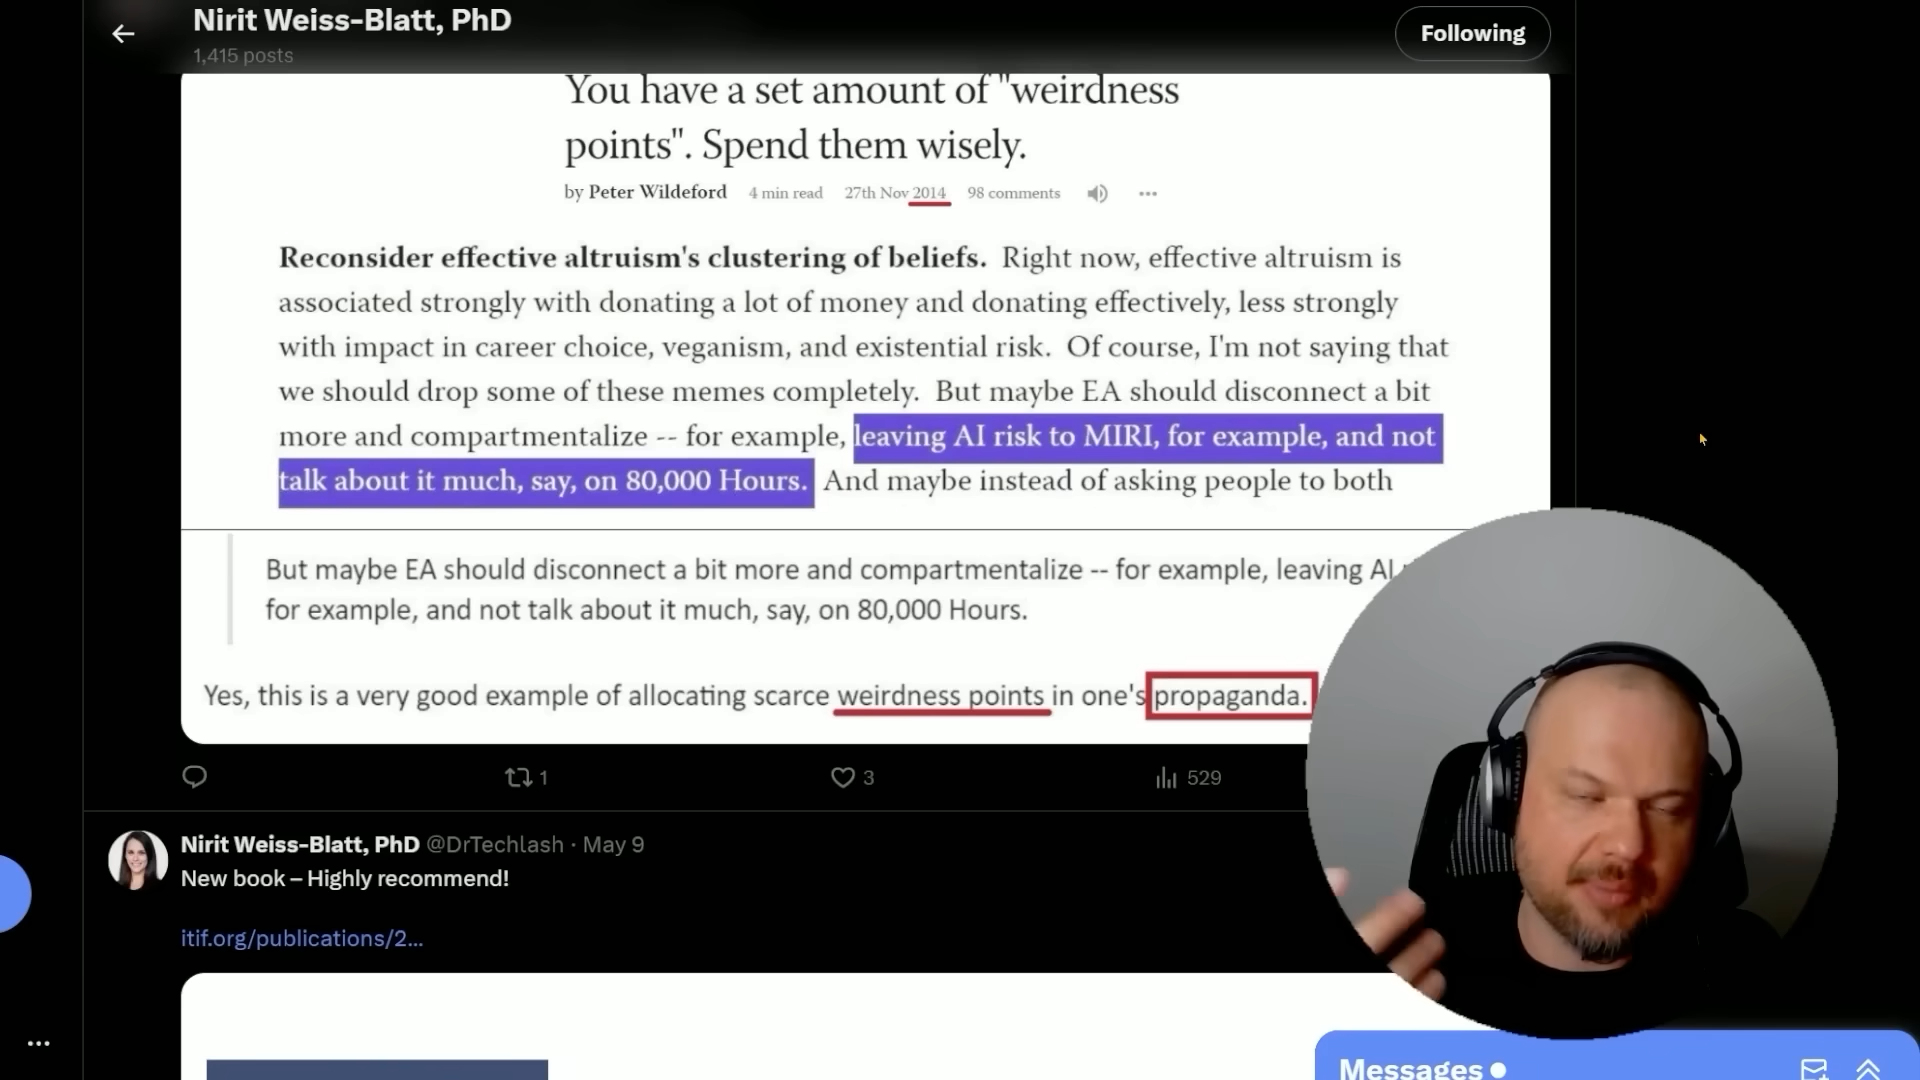 Nirit Weiss-Blatt, PhD
1,415 posts
Following
You have a set amount of "weirdness
points". Spend them wisely.
by Peter Wildeford 4 min read 27th Nov 2014 98 comments
Reconsider effective altruism's clustering of beliefs. Right now, effective altruism is
associated strongly with donating a lot of money and donating effectively, less strongly
with impact in career choice, veganism, and existential risk. Of course, I'm not saying that
we should drop some of these memes completely. But maybe EA should disconnect a bit
more and compartmentalize -- for example, leaving AI risk to MIRI, for example, and not
talk about it much, say, on 80,000 Hours. And maybe instead of asking people to both
But maybe EA should disconnect a bit more and compartmentalize -- for example, leaving AI
for example, and not talk about it much, say, on 80,000 Hours.
Yes, this is a very good example of allocating scarce weirdness points in one's propaganda.
1 3 529
Nirit Weiss-Blatt, PhD @DrTechlash · May 9
New book – Highly recommend!
itif.org/publications/2...
Messages